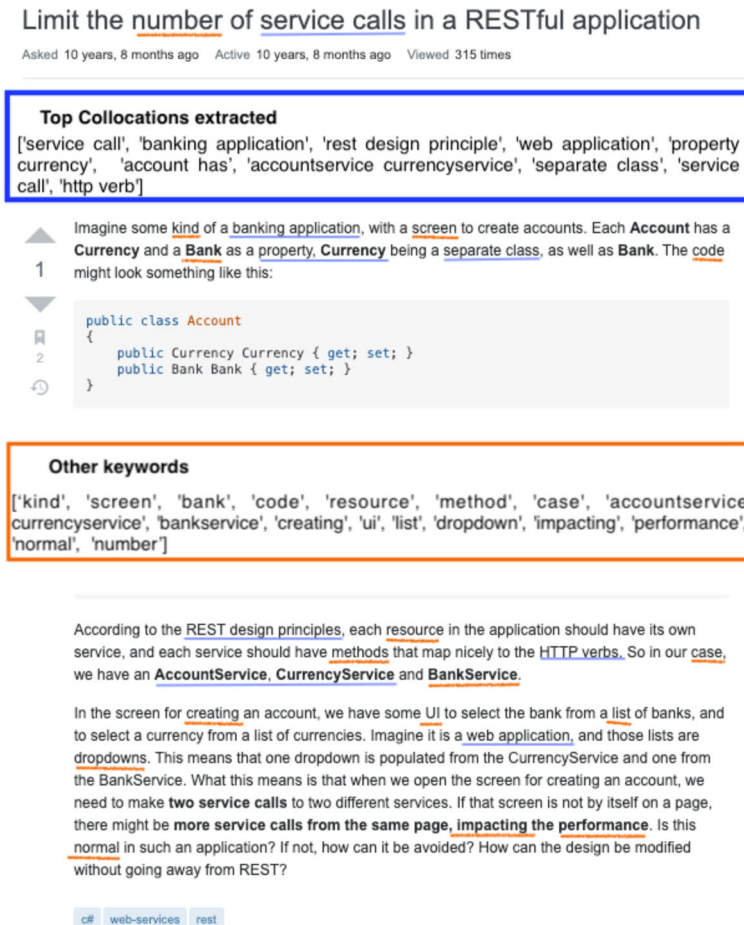 Limit the number of service calls in a RESTful application
Asked 10 years, 8 months ago Active 10 years, 8 months ago Viewed 315 times
Top Collocations extracted
['service call', 'banking application', 'rest design principle', 'web application', 'property
currency', 'account has', 'accountservice currencyservice', 'separate class', 'service
call', 'http verb']
Imagine some kind of a banking application, with a screen to create accounts. Each Account has a
Currency and a Bank as a property, Currency being a separate class, as well as Bank. The code
might look something like this:
1
public class Account
{
public Currency Currency { get; set; }
public Bank Bank { get; set; }
}
2
Other keywords
['kind', 'screen', 'bank', 'code', 'resource', 'method', 'case', 'accountservice
currencyservice', 'bankservice', 'creating', 'ui', 'list', 'dropdown', 'impacting', 'performance',
'normal', 'number']
According to the REST design principles, each resource in the application should have its own
service, and each service should have methods that map nicely to the HTTP verbs. So in our case,
we have an AccountService, CurrencyService and BankService.
In the screen for creating an account, we have some UI to select the bank from a list of banks, and
to select a currency from a list of currencies. Imagine it is a web application, and those lists are
dropdowns. This means that one dropdown is populated from the CurrencyService and one from
the BankService. What this means is that when we open the screen for creating an account, we
need to make two service calls to two different services. If that screen is not by itself on a page,
there might be more service calls from the same page, impacting the performance. Is this
normal in such an application? If not, how can it be avoided? How can the design be modified
without going away from REST?
c# web-services rest